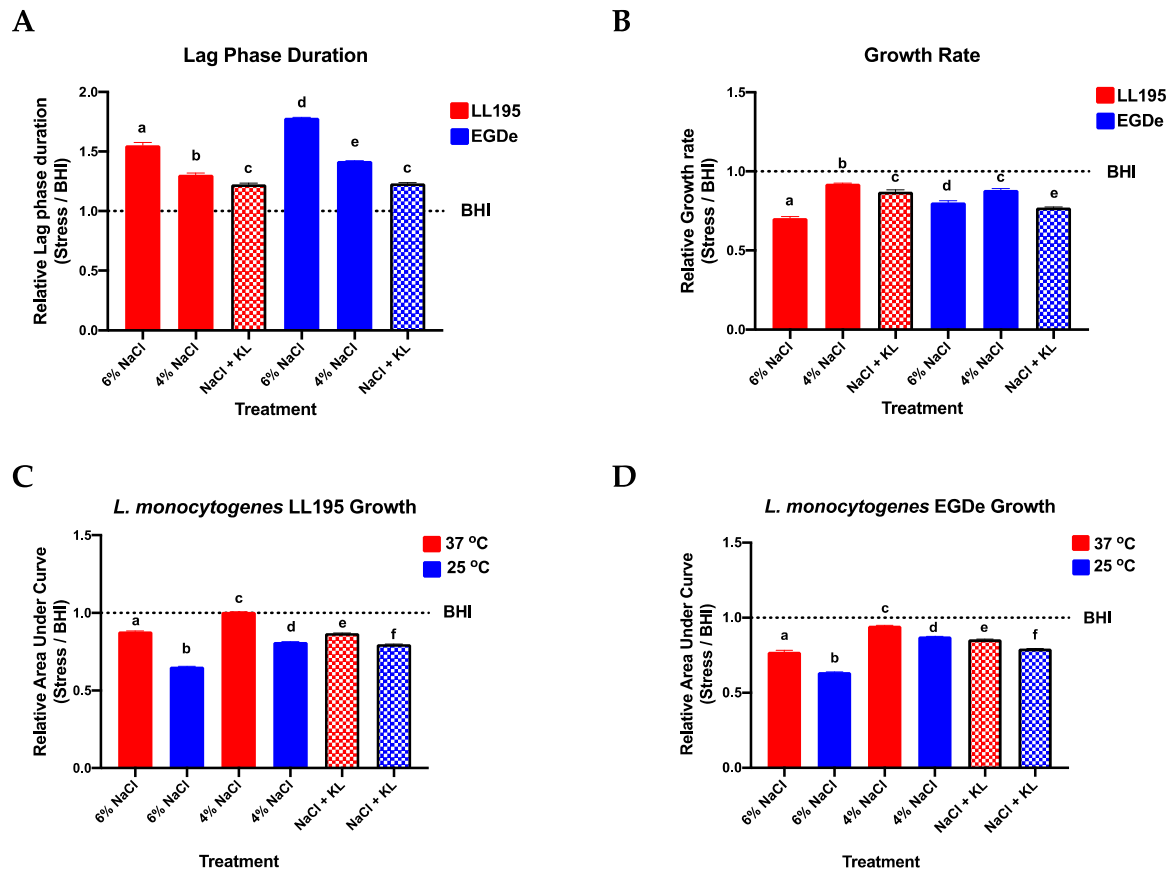 A
Lag Phase Duration
Relative Lag phase duration
(Stress / BHI)
2.0
1.5
1.0
1.5
0.0
a
b
c
d
e
c
LL195
EGDe
BHI
6% NaCl
4% NaCl
NaCl + KL
6% NaCl
4% NaCl
NaCl + KL
Treatment
B
Growth Rate
Relative Growth rate
(Stress / BHI)
1.5
1.0
0.5
0.0
a
b
c
d
c
e
LL195
EGDe
BHI
6% NaCl
4% NaCl
NaCl + KL
6% NaCl
4% NaCl
NaCl + KL
Treatment
C
L. monocytogenes LL195 Growth
Relative Area Under Curve
(Stress / BHI)
1.5
1.0
0.5
0.0
a
b
c
d
e
f
37 °C
25 °C
BHI
6% NaCl
6% NaCl
4% NaCl
4% NaCl
NaCl + KL
NaCl + KL
Treatment
D
L. monocytogenes EGDe Growth
Relative Area Under Curve
(Stress / BHI)
1.5
1.0
0.5
0.0
a
b
c
d
e
f
37 °C
25 °C
BHI
6% NaCl
6% NaCl
4% NaCl
4% NaCl
NaCl + KL
NaCl + KL
Treatment